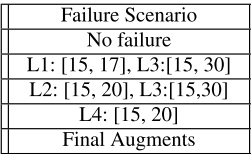 Failure Scenario
No failure
L1: [15, 17], L3:[15, 30]
L2: [15, 20], L3:[15,30]
L4: [15, 20]
Final Augments